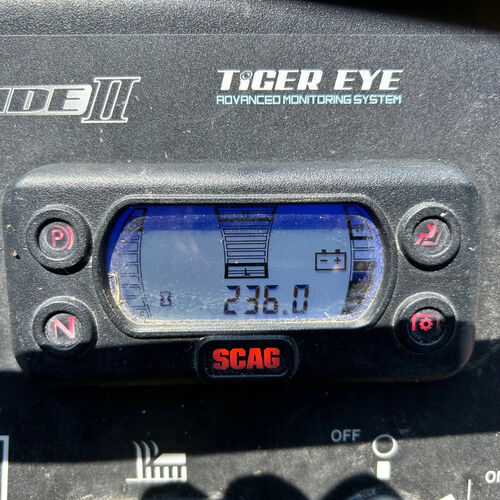 IDE II
TiGER EYE
ADVANCED MONITORING SYSTEM
P
N
236.0
SCAG
OFF